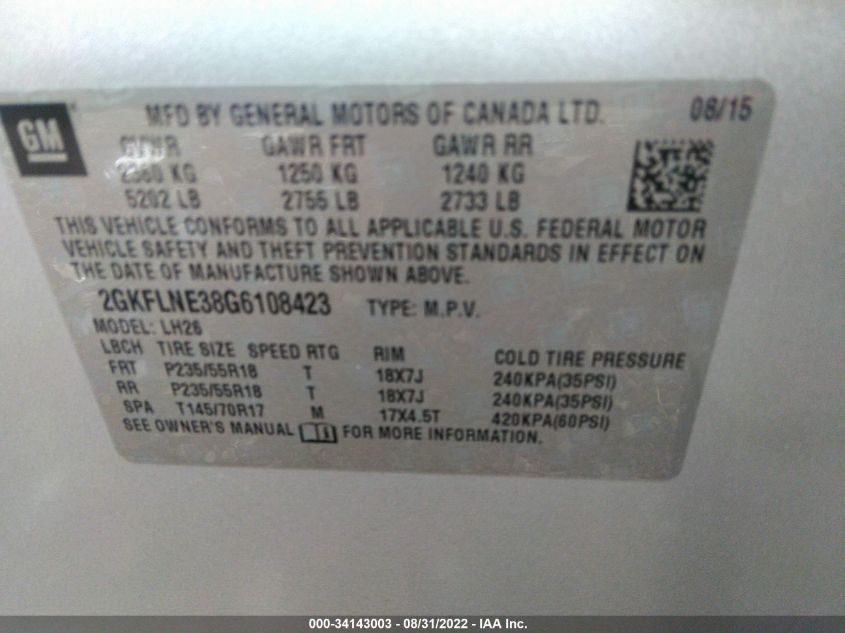 GM
MFD BY GENERAL MOTORS OF CANADA LTD. 08/15
GVWR GAWR FRT GAWR RR
2360 KG 1250 KG 1240 KG
5202 LB 2755 LB 2733 LB
THIS VEHICLE CONFORMS TO ALL APPLICABLE U.S. FEDERAL MOTOR
VEHICLE SAFETY AND THEFT PREVENTION STANDARDS IN EFFECT ON
THE DATE OF MANUFACTURE SHOWN ABOVE.
2GKFLNE38G6108423 TYPE: M.P.V.
MODEL: LH26
LBCH TIRE SIZE SPEED RTG RIM COLD TIRE PRESSURE
FRT P235/55R18 T 18X7J 240KPA(35PSI)
RR P235/55R18 T 18X7J 240KPA(35PSI)
SPA T145/70R17 M 17X4.5T 420KPA(60PSI)
SEE OWNER'S MANUAL FOR MORE INFORMATION.
000-34143003 - 08/31/2022 - IAA Inc.